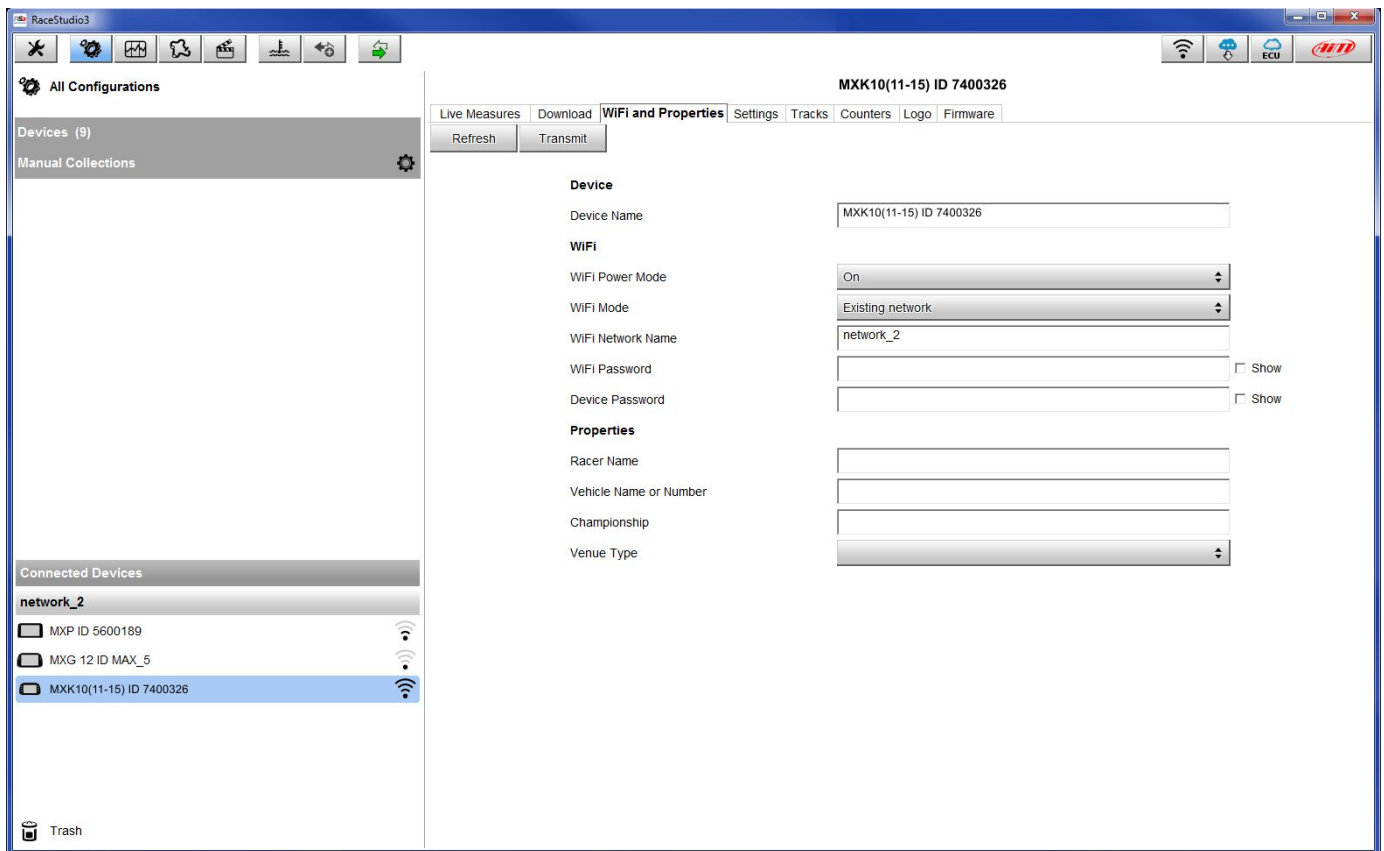 RaceStudio3
ECU
AiM
All Configurations
Devices (9)
Manual Collections
MXK10(11-15) ID 7400326
Live Measures Download WiFi and Properties Settings Tracks Counters Logo Firmware
Refresh Transmit
Device
Device Name MXK10(11-15) ID 7400326
WiFi
WiFi Power Mode On
WiFi Mode Existing network
WiFi Network Name network_2
WiFi Password Show
Device Password Show
Properties
Racer Name
Vehicle Name or Number
Championship
Venue Type
Connected Devices
network_2
MXP ID 5600189
MXG 12 ID MAX_5
MXK10(11-15) ID 7400326
Trash